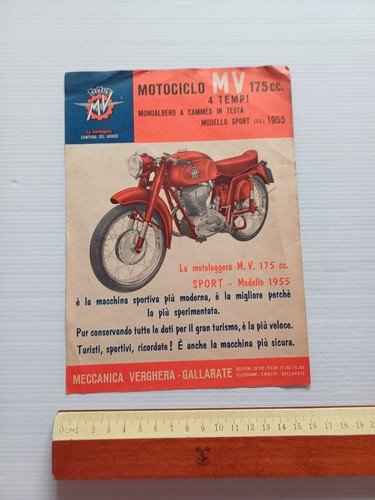 MV
La motoleggera
CAMPIONE DEL MONDO
MOTOCICLO MV 175 cc.
4 TEMPI
MONOALBERO A CAMMES IN TESTA
MODELLO SPORT 1955
La motoleggera M.V. 175 cc.
SPORT - Modello 1955
è la macchina sportiva più moderna, è la migliore perchè
la più sperimentata.
Pur conservando tutte le doti per il gran turismo, è la più veloce.
Turisti, sportivi, ricordate! È anche la macchina più sicura.
MECCANICA VERGHERA - GALLARATE
CM 1 2 3 4 5 6 7 8 9 10 11 12 13 14 15 16 17 18 19 20 21